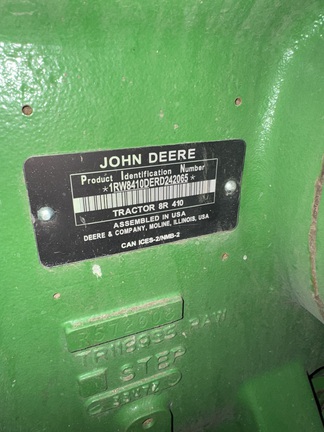 JOHN DEERE
Product Identification Number
*1RW8410DERD242065*
TRACTOR 8R 410
ASSEMBLED IN USA
DEERE & COMPANY, MOLINE, ILLINOIS, USA
CAN ICES-2/NMB-2
N STEP